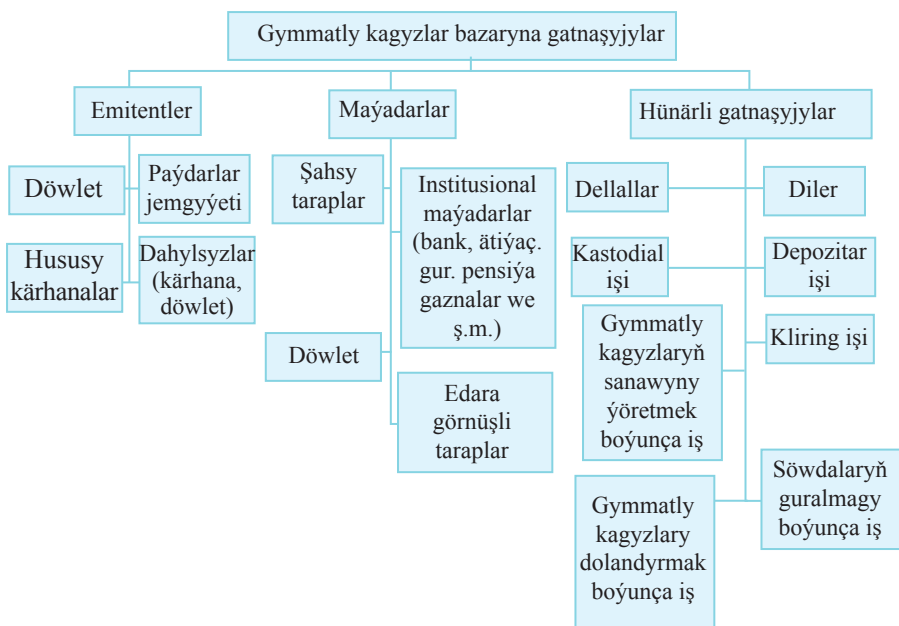 Gymmatly kagyzlar bazaryna gatnaşyjylar
Emitentler
Döwlet
Paýdarlar
jemgyýeti
Hususy
kärhanalar
Dahylsyzlar
(kärhana,
döwlet)
Maýadarlar
Şahsy
taraplar
Institusional
maýadarlar
(bank, ätiýaç.
gur. pensiýa
gaznalar we
ş.m.)
Döwlet
Edara
görnüşli
taraplar
Hünärli gatnaşyjylar
Dellallar
Diler
Kastodial
işi
Depozitar
işi
Gymmatly
kagyzlaryň
sanawyny
ýöretmek
boýunça iş
Kliring işi
Gymmatly
kagyzlary
dolandyrmak
boýunça iş
Söwdalaryň
guralmagy
boýunça iş